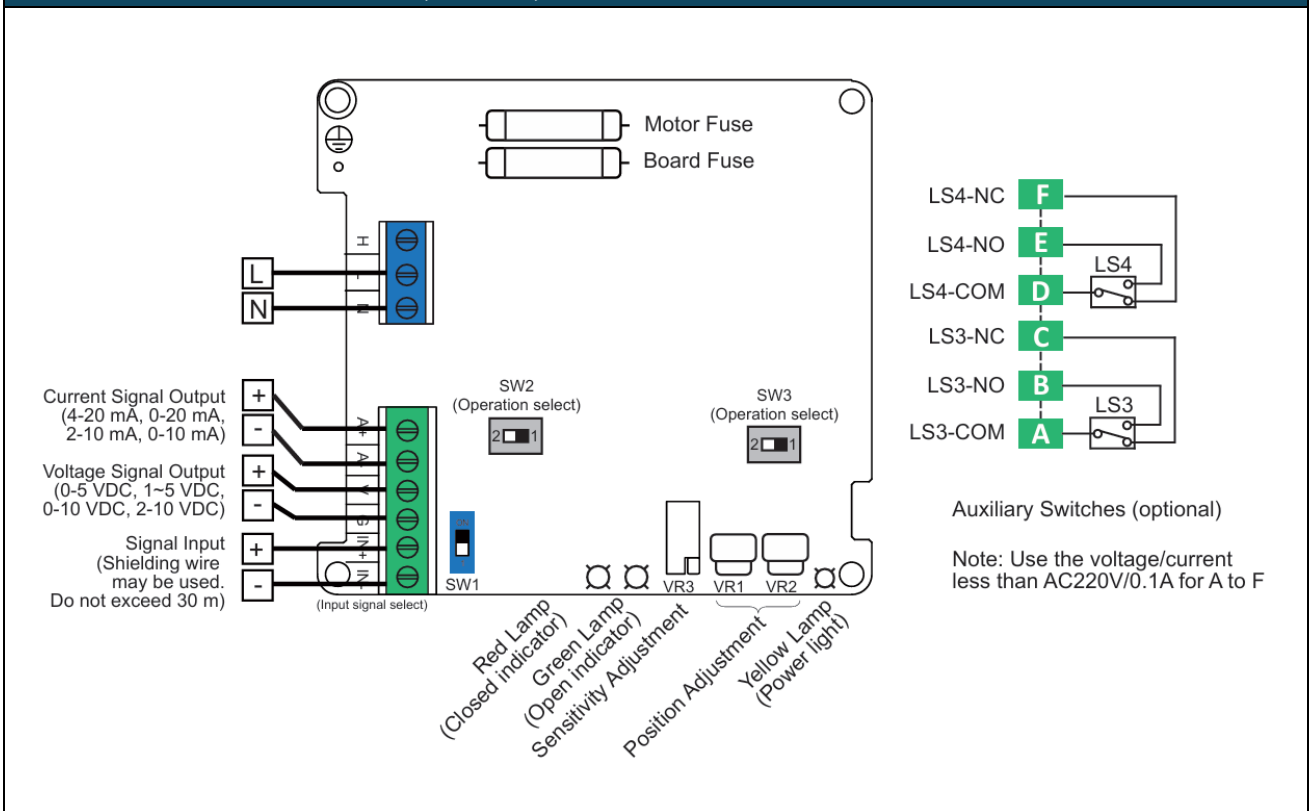 Motor Fuse
Board Fuse
H
L
N
L
N
Current Signal Output
(4-20 mA, 0-20 mA,
2-10 mA, 0-10 mA)
+
-
Voltage Signal Output
(0-5 VDC, 1~5 VDC,
0-10 VDC, 2-10 VDC)
+
-
Signal Input
(Shielding wire
may be used.
Do not exceed 30 m)
+
-
A+
A-
V
G
IN+
IN-
(Input signal select)
SW1
SW2
(Operation select)
2 1
SW3
(Operation select)
2 1
VR3
VR1
VR2
Red Lamp
(Closed indicator)
Green Lamp
(Open indicator)
Sensitivity Adjustment
Position Adjustment
Yellow Lamp
(Power light)
LS4-NC F
LS4-NO E
LS4-COM D
LS4
LS3-NC C
LS3-NO B
LS3-COM A
LS3
Auxiliary Switches (optional)
Note: Use the voltage/current
less than AC220V/0.1A for A to F